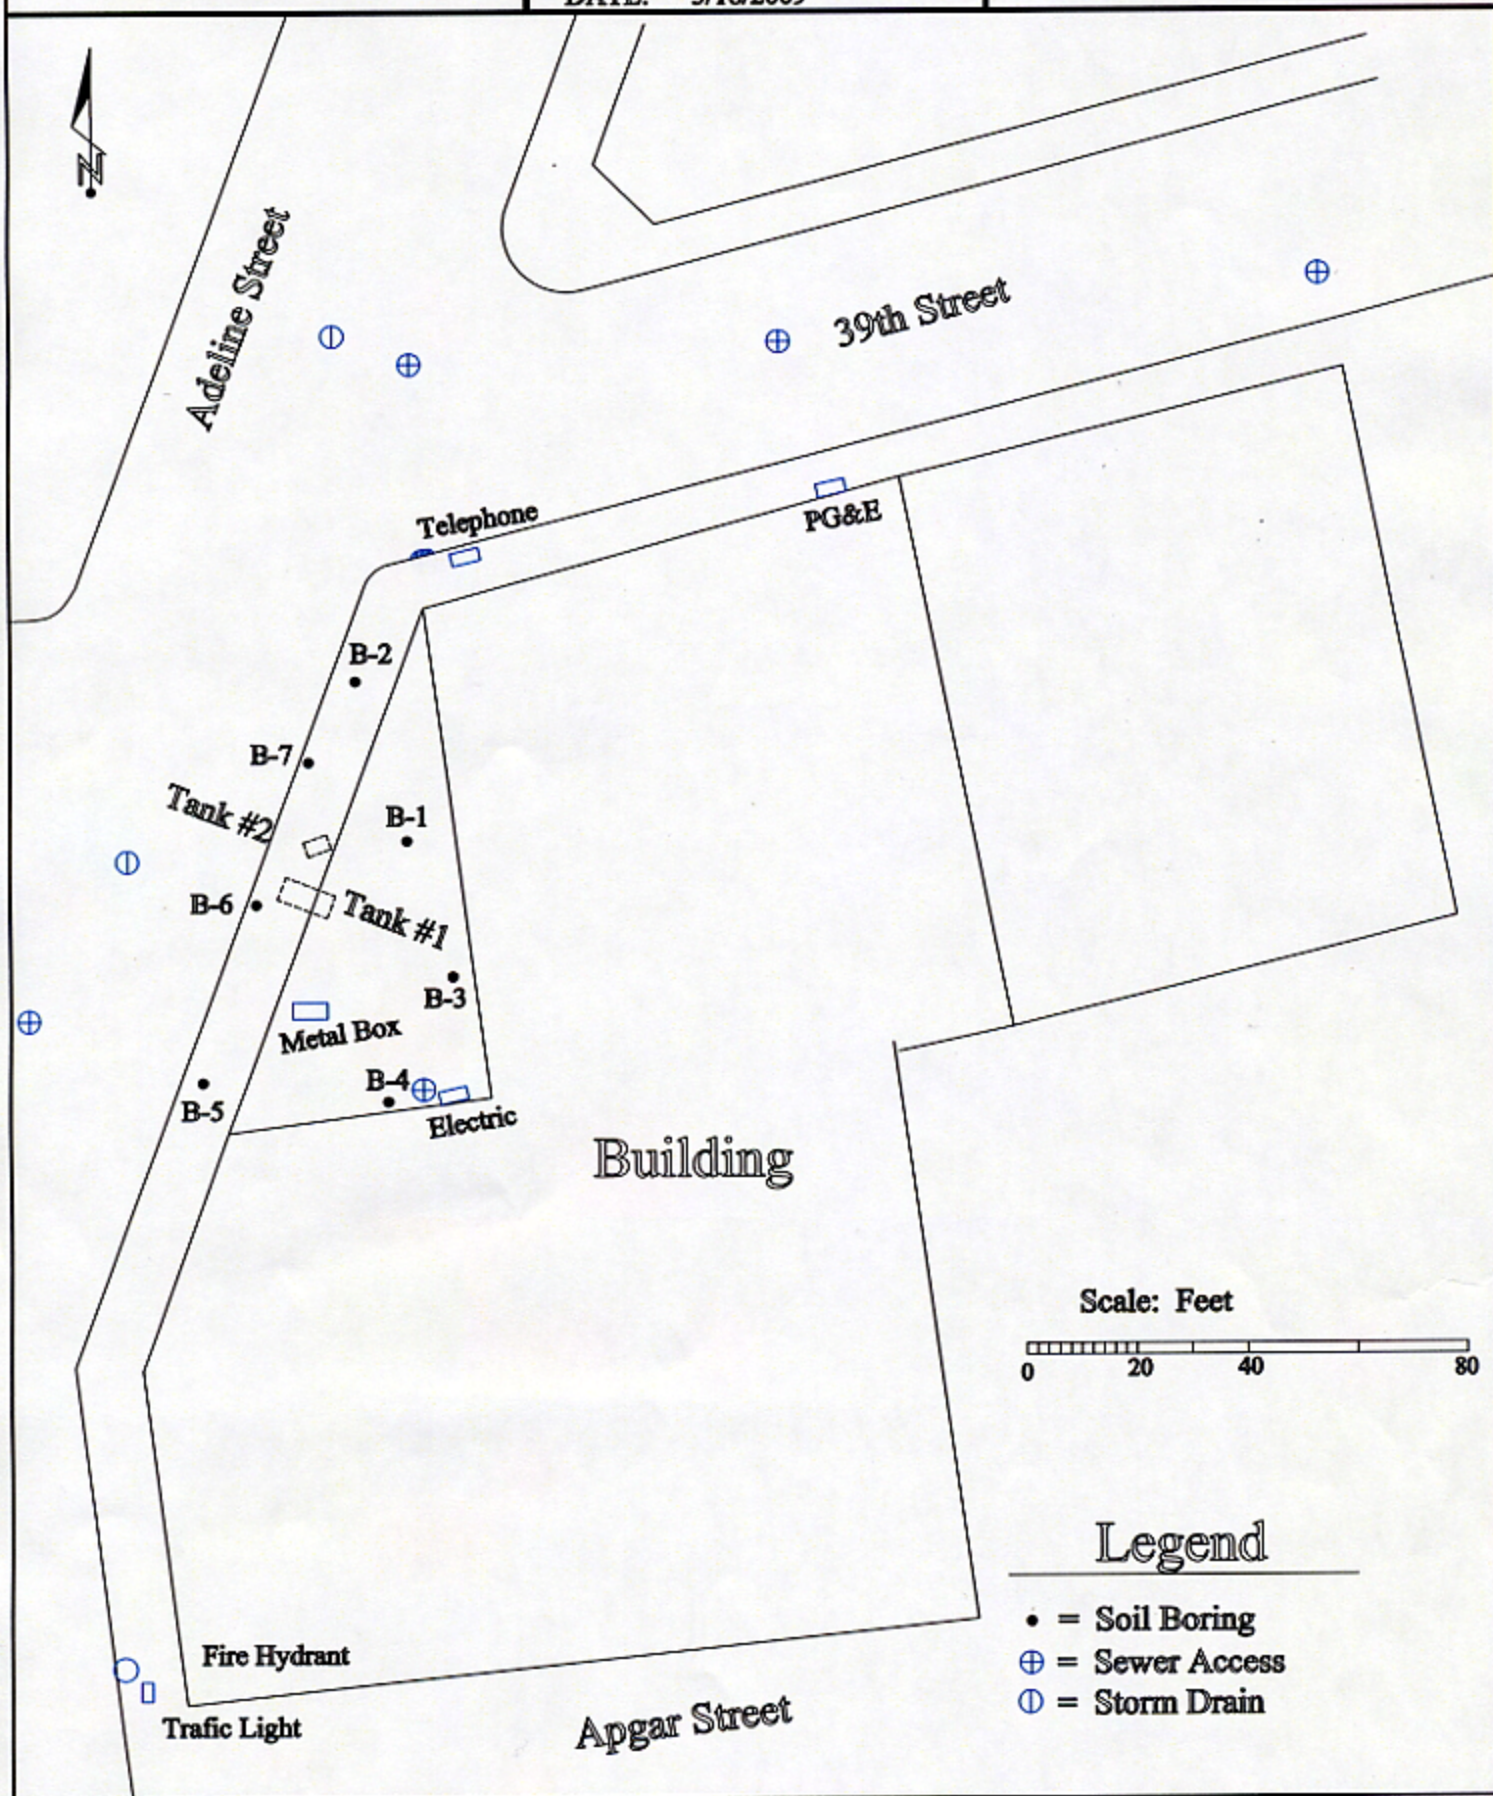 N
Adeline Street
39th Street
Telephone
PG&E
B-2
B-7
Tank #2
B-1
B-6
Tank #1
B-3
Metal Box
B-4
B-5
Electric
Building
Scale: Feet
0 20 40 80
Legend
• = Soil Boring
⊕ = Sewer Access
⦶ = Storm Drain
Fire Hydrant
Trafic Light
Apgar Street